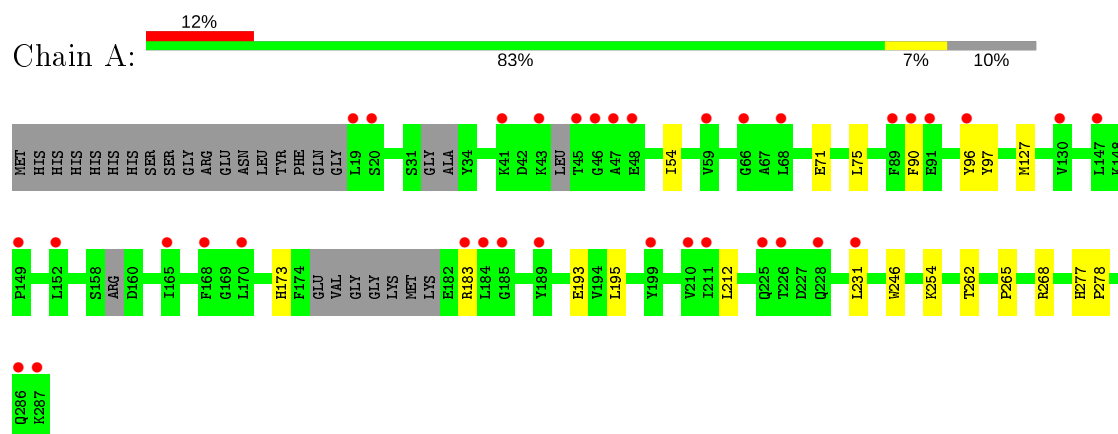 12%
Chain A:
83% 7% 10%
MET HIS HIS HIS HIS HIS HIS SER SER GLY ARG GLU ASN LEU TYR PHE GLN GLY L19 S20 S31 GLY ALA Y34 K41 D42 K43 LEU T45 G46 A47 E48 I54 V59 G66 A67 L68 E71 L75 F89 F90 E91 Y96 Y97 M127 V130 L147 K148
P149 L152 S158 ARG D160 I165 F168 G169 L170 H173 F174 GLU VAL GLY GLY LYS MET LYS E182 R183 L184 G185 Y189 E193 V194 L195 Y199 V210 I211 L212 Q225 T226 D227 Q228 L231 W246 K254 T262 P265 R268 H277 P278
Q286 K287